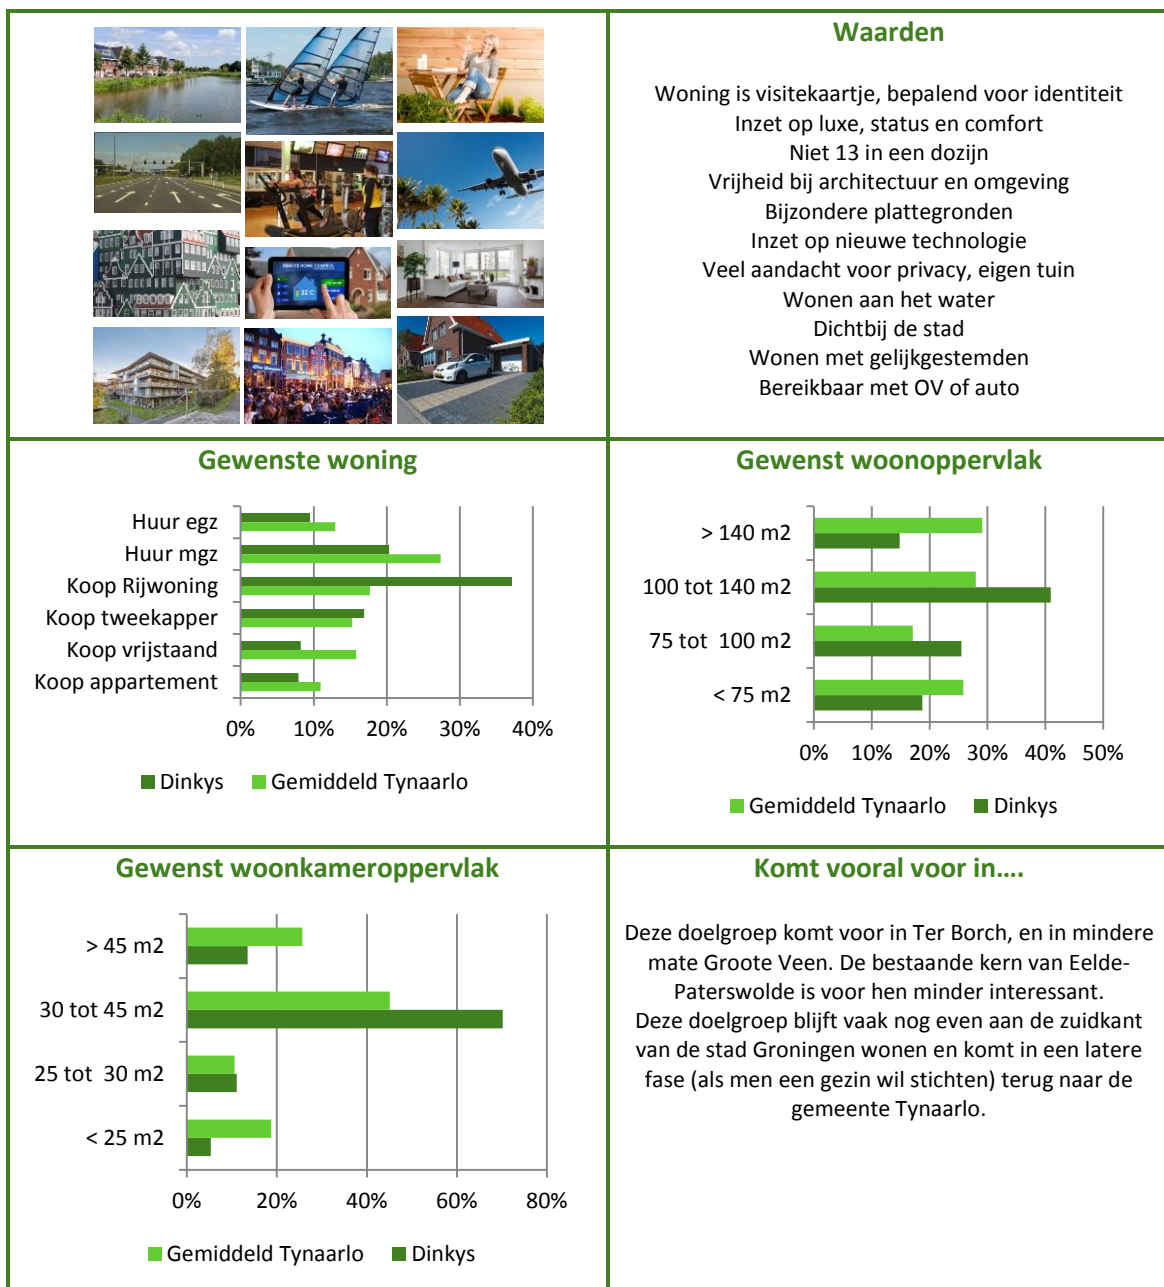 Waarden
Woning is visitekaartje, bepalend voor identiteit
Inzet op luxe, status en comfort
Niet 13 in een dozijn
Vrijheid bij architectuur en omgeving
Bijzondere plattegronden
Inzet op nieuwe technologie
Veel aandacht voor privacy, eigen tuin
Wonen aan het water
Dichtbij de stad
Wonen met gelijkgestemden
Bereikbaar met OV of auto
REMOTE HOME CONTROL
22°C
Gewenste woning
Huur egz
Huur mgz
Koop Rijwoning
Koop tweekapper
Koop vrijstaand
Koop appartement
0% 10% 20% 30% 40%
Dinkys Gemiddeld Tynaarlo
Gewenst woonoppervlak
> 140 m2
100 tot 140 m2
75 tot 100 m2
< 75 m2
0% 10% 20% 30% 40% 50%
Gemiddeld Tynaarlo Dinkys
Gewenst woonkameroppervlak
> 45 m2
30 tot 45 m2
25 tot 30 m2
< 25 m2
0% 20% 40% 60% 80%
Gemiddeld Tynaarlo Dinkys
Komt vooral voor in....
Deze doelgroep komt voor in Ter Borch, en in mindere
mate Groote Veen. De bestaande kern van Eelde-
Paterswolde is voor hen minder interessant.
Deze doelgroep blijft vaak nog even aan de zuidkant
van de stad Groningen wonen en komt in een latere
fase (als men een gezin wil stichten) terug naar de
gemeente Tynaarlo.